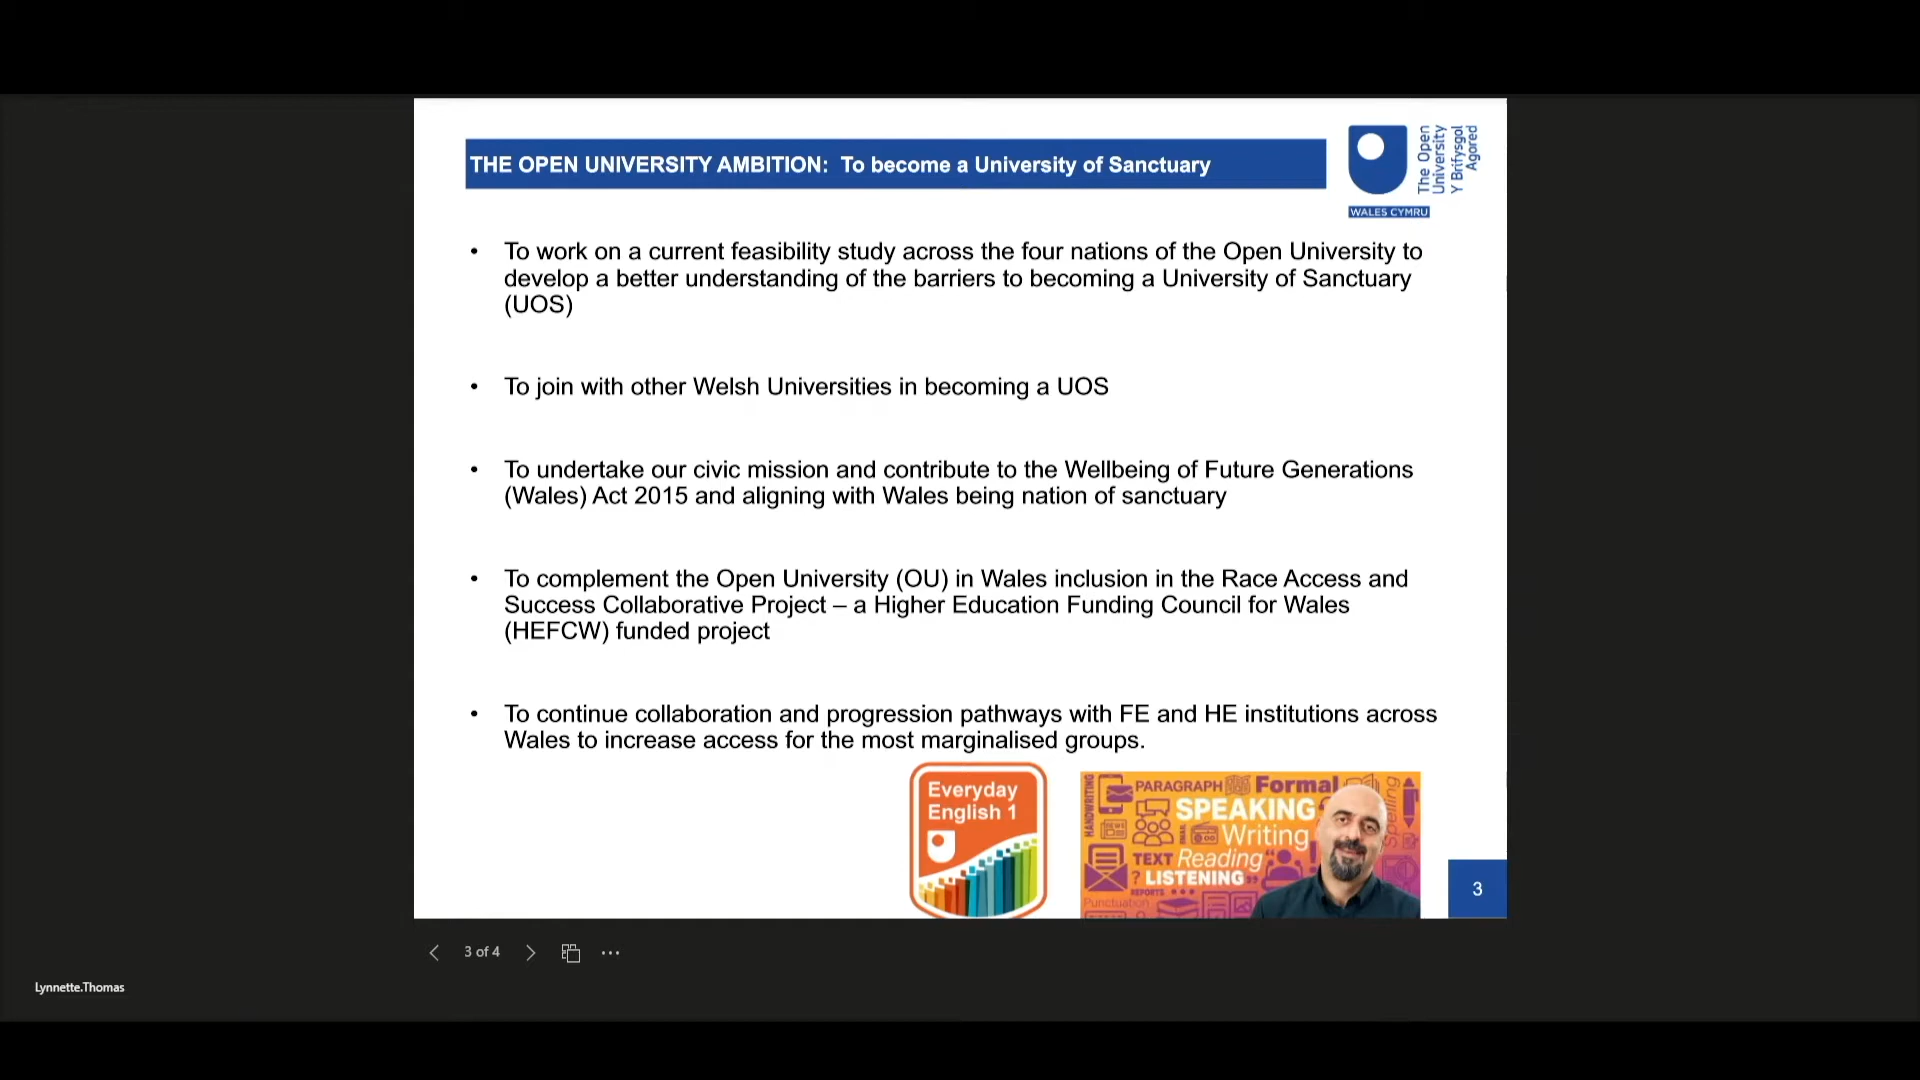 THE OPEN UNIVERSITY AMBITION: To become a University of Sanctuary
The Open
University
Y Brifysgol
Agored
WALES CYMRU
• To work on a current feasibility study across the four nations of the Open University to
develop a better understanding of the barriers to becoming a University of Sanctuary
(UOS)
• To join with other Welsh Universities in becoming a UOS
• To undertake our civic mission and contribute to the Wellbeing of Future Generations
(Wales) Act 2015 and aligning with Wales being nation of sanctuary
• To complement the Open University (OU) in Wales inclusion in the Race Access and
Success Collaborative Project – a Higher Education Funding Council for Wales
(HEFCW) funded project
• To continue collaboration and progression pathways with FE and HE institutions across
Wales to increase access for the most marginalised groups.
Everyday
English 1
HANDWRITING
PARAGRAPH
Formal
SPEAKING
EMAIL
Writing
Spelling
TEXT Reading
? LISTENING
REPORTS
Punctuation
3
3 of 4
Lynnette.Thomas